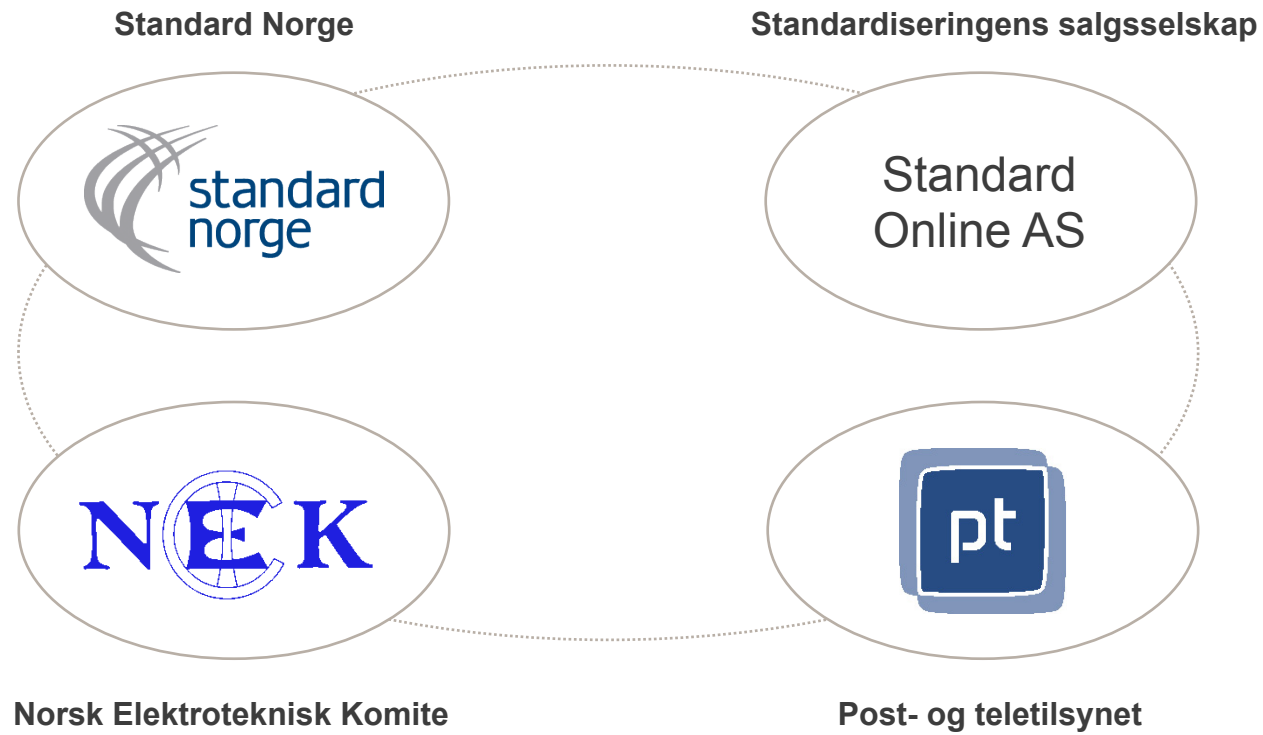 Standard Norge
Standardiseringens salgsselskap
standard
norge
Standard
Online AS
NEK
pt
Norsk Elektroteknisk Komite
Post- og teletilsynet